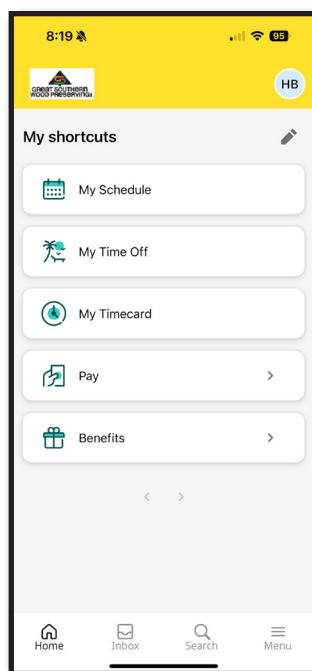 8:19
95
GREAT SOUTHERN
WOOD PRESERVING.
HB
My shortcuts
My Schedule
My Time Off
My Timecard
Pay
Benefits
Home
Inbox
Search
Menu